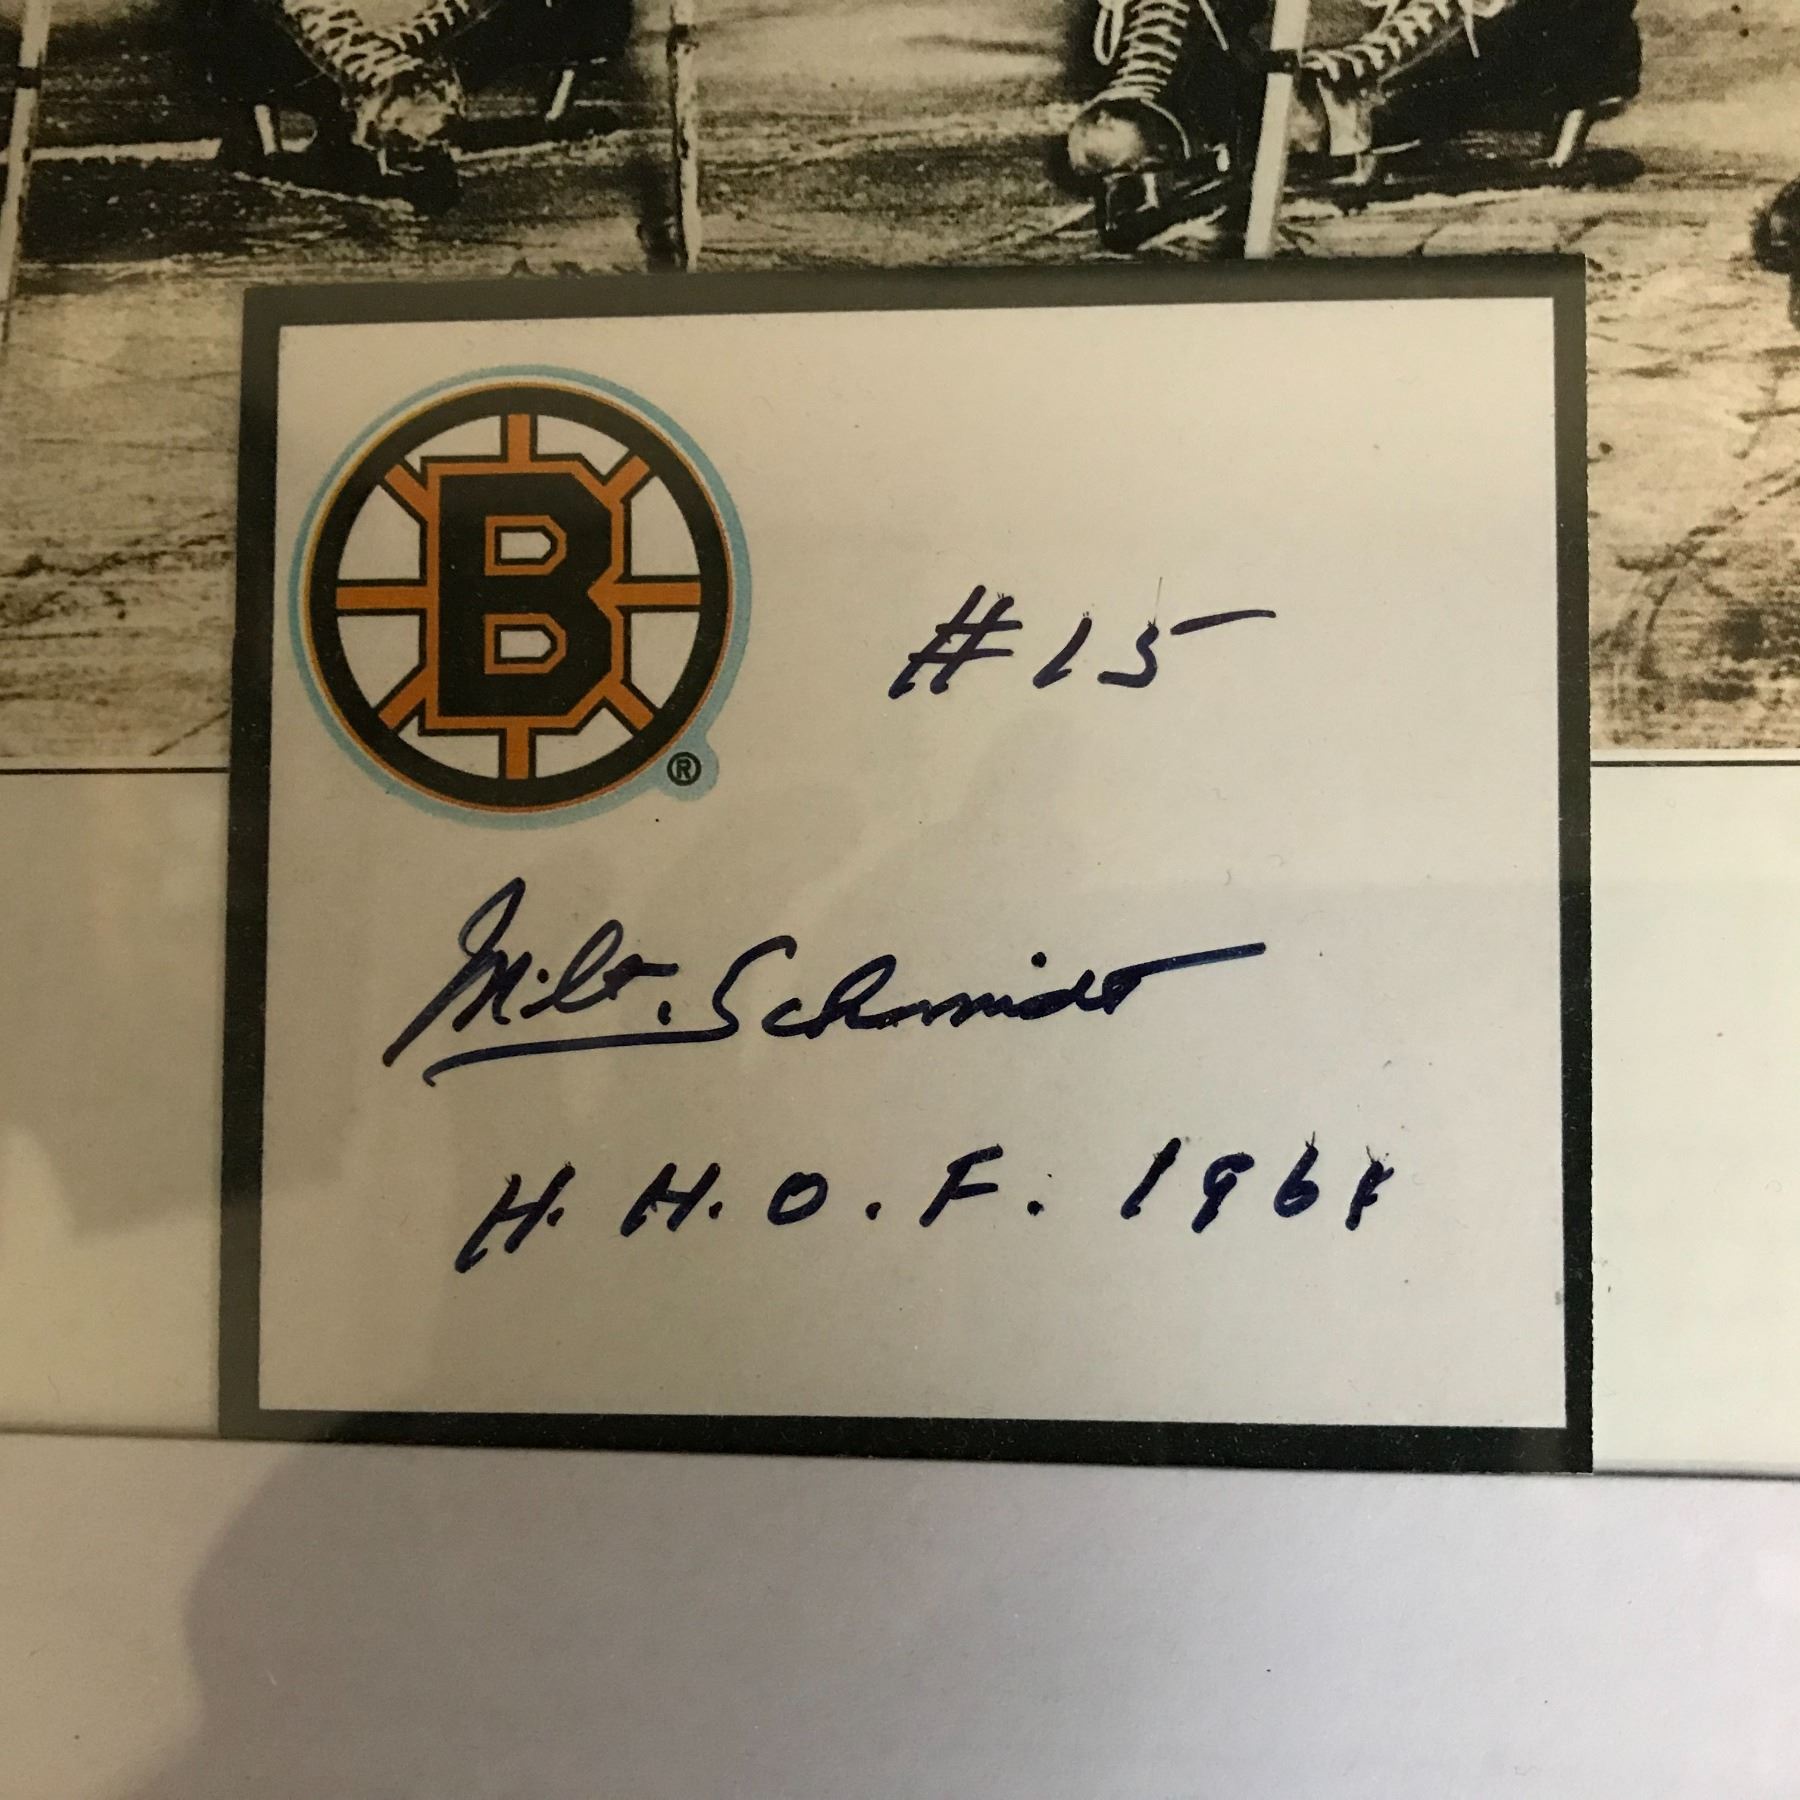 B
®
#15
Milt. Schmidt
H. H. O. F. 1961